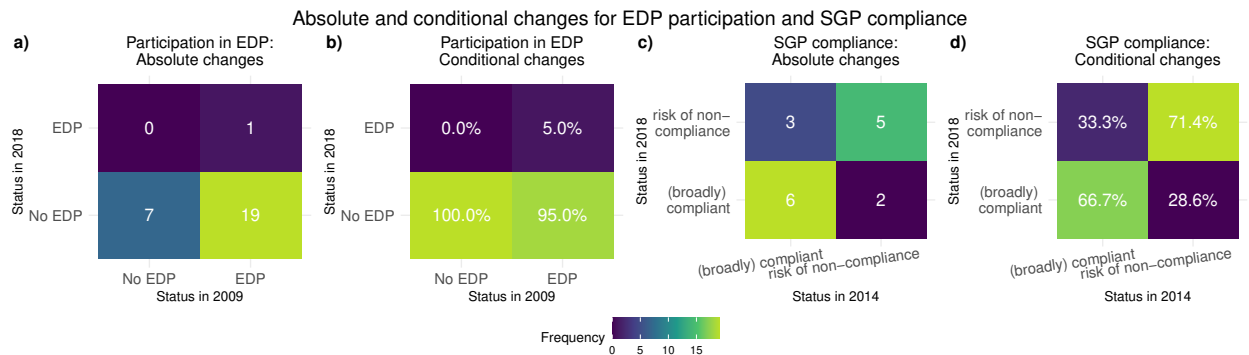 Absolute and conditional changes for EDP participation and SGP compliance
a)
Participation in EDP:
Absolute changes
Status in 2018
EDP
0
1
No EDP
7
19
No EDP
EDP
Status in 2009
b)
Participation in EDP
Conditional changes
Status in 2018
EDP
0.0%
5.0%
No EDP
100.0%
95.0%
No EDP
EDP
Status in 2009
c)
SGP compliance:
Absolute changes
Status in 2018
risk of non–
compliance
3
5
(broadly)
compliant
6
2
(broadly) compliant
risk of non−compliance
Status in 2014
d)
SGP compliance:
Conditional changes
Status in 2018
risk of non–
compliance
33.3%
71.4%
(broadly)
compliant
66.7%
28.6%
(broadly) compliant
risk of non−compliance
Status in 2014
Frequency
0
5
10
15